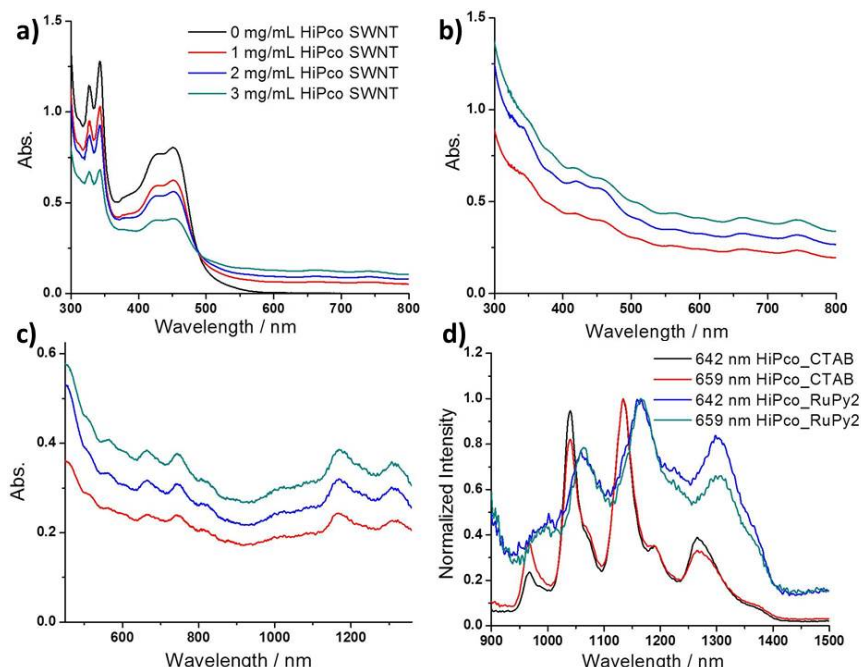 a)
1.5
1.0
0.5
0.0
Abs.
0 mg/mL HiPco SWNT
1 mg/mL HiPco SWNT
2 mg/mL HiPco SWNT
3 mg/mL HiPco SWNT
300 400 500 600 700 800
Wavelength / nm
b)
1.5
1.0
0.5
0.0
Abs.
300 400 500 600 700 800
Wavelength / nm
c)
0.6
0.4
0.2
0.0
Abs.
600 800 1000 1200
Wavelength / nm
d)
1.2
1.0
0.8
0.6
0.4
0.2
0.0
Normalized Intensity
642 nm HiPco_CTAB
659 nm HiPco_CTAB
642 nm HiPco_RuPy2
659 nm HiPco_RuPy2
900 1000 1100 1200 1300 1400 1500
Wavelength / nm